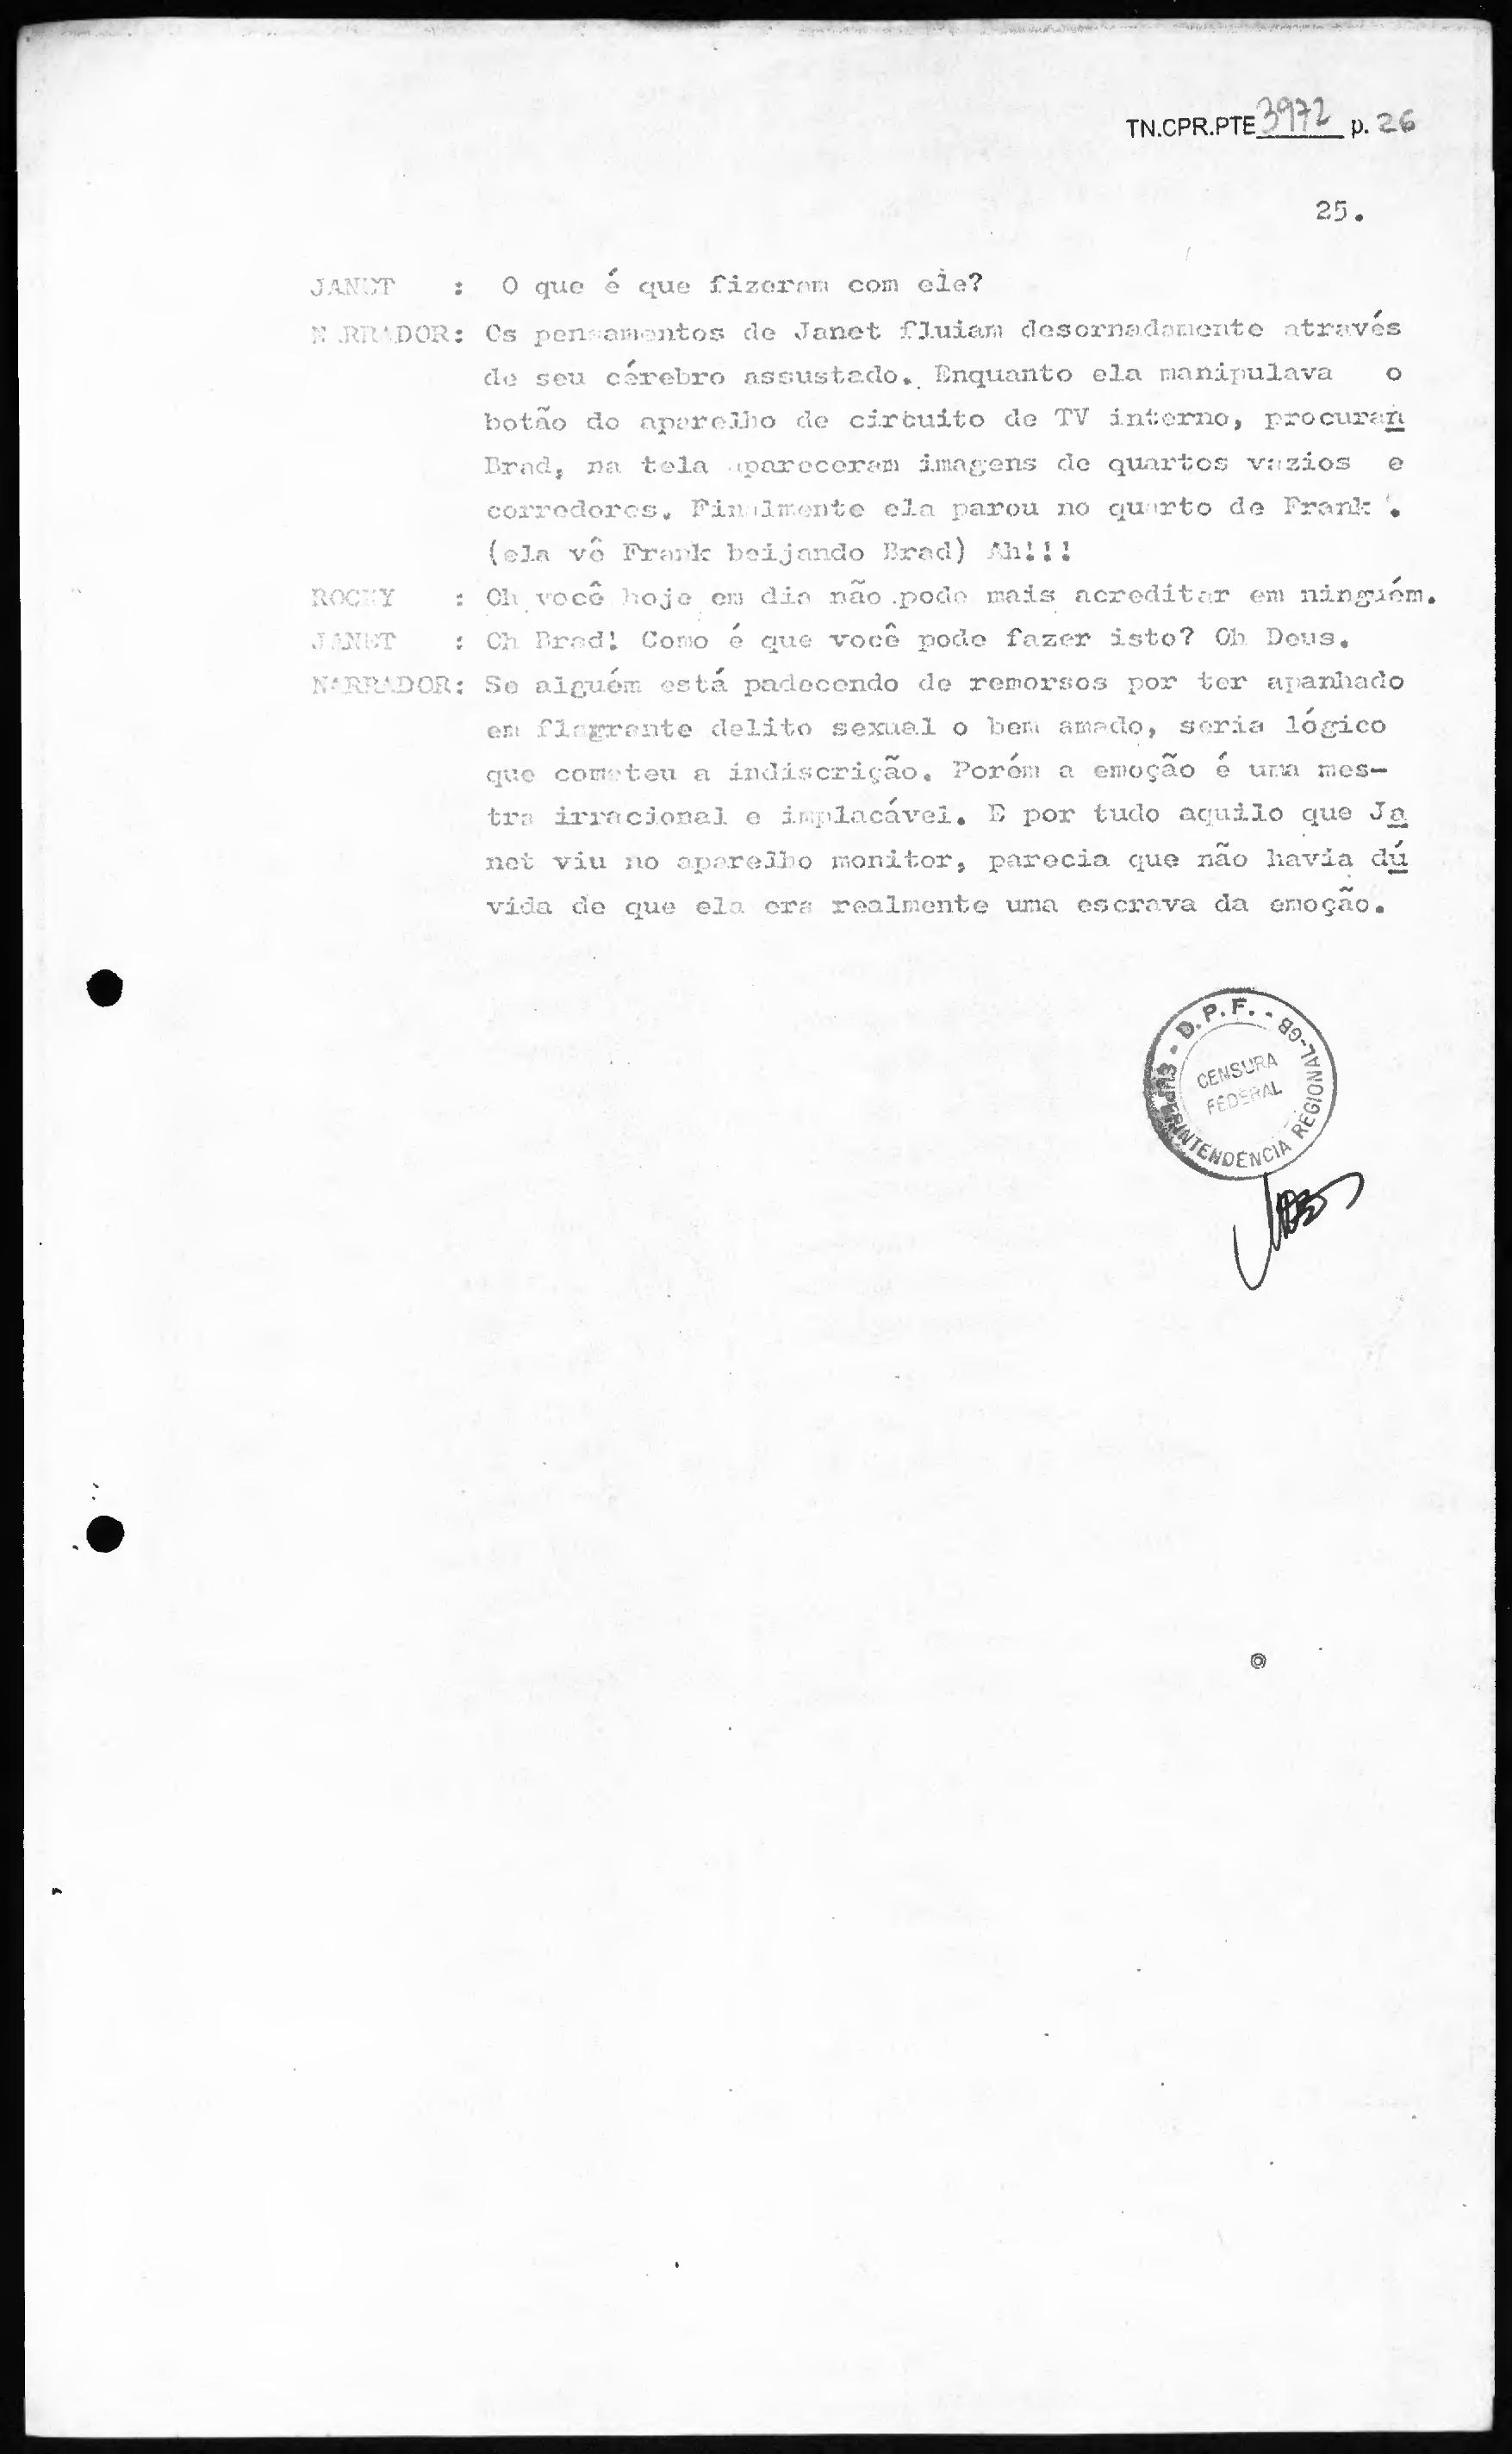 TN.CPR.PTE 3972 p. 26
25.
JANET : O que é que fizeram com ele?
NARRADOR: Os pensamentos de Janet fluiam desornadamente através
de seu cérebro assustado. Enquanto ela manipulava o
botão do aparelho de circuito de TV interno, procuran
Brad, na tela apareceram imagens de quartos vazios e
corredores. Finalmente ela parou no quarto de Frank .
(ela vê Frank beijando Brad) Ah!!!
ROCKY : Oh você hoje em dia não pode mais acreditar em ninguém.
JANET : Oh Brad! Como é que você pode fazer isto? Oh Deus.
NARRADOR: Se alguém está padecendo de remorsos por ter apanhado
em flagrante delito sexual o bem amado, seria lógico
que cometeu a indiscrição. Porém a emoção é uma mes-
tra irracional e implacável. E por tudo aquilo que Ja
net viu no aparelho monitor, parecia que não havia dú
vida de que ela era realmente uma escrava da emoção.
D.P.F. -
SUPERINTENDÊNCIA REGIONAL-GB
CENSURA
FEDERAL